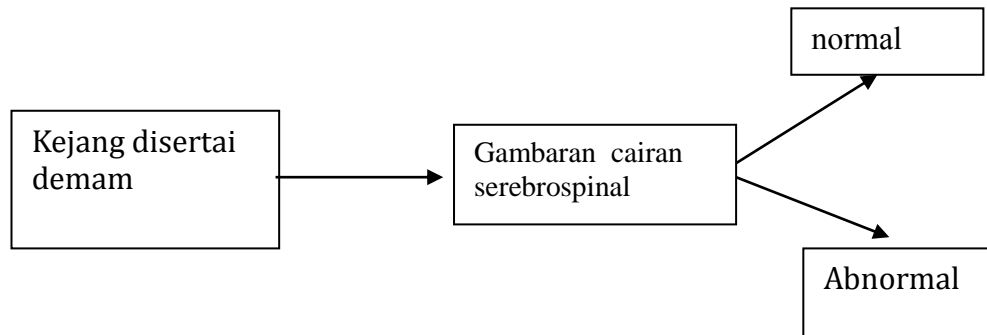 normal
Kejang disertai
demam
Gambaran cairan
serebrospinal
Abnormal